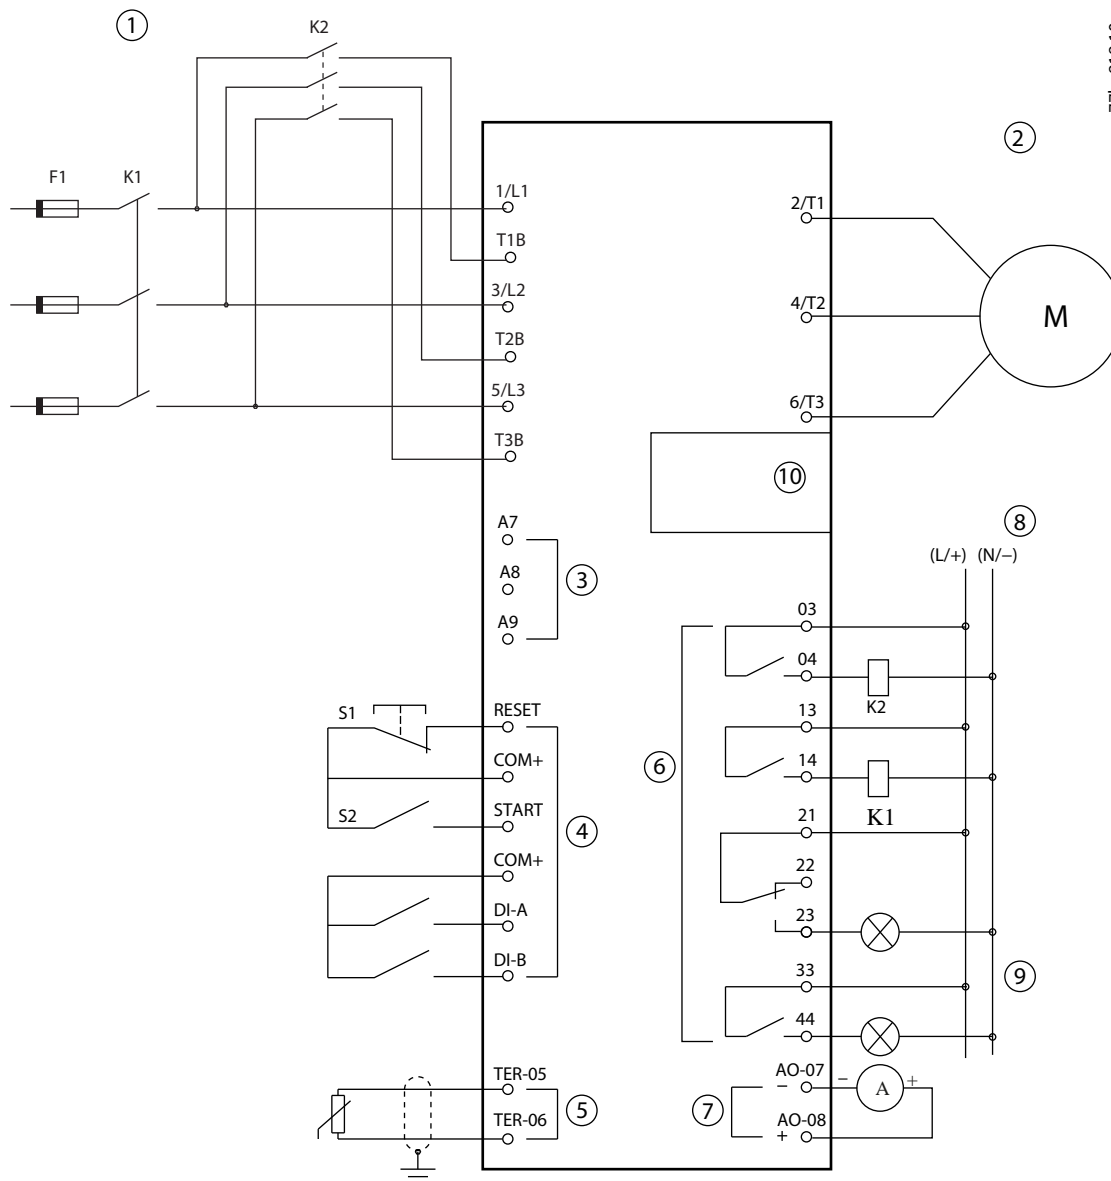 1
K2
2
F1
K1
1/L1
T1B
3/L2
T2B
5/L3
T3B
2/T1
4/T2
6/T3
M
10
A7
A8
A9
3
8
(L/+) (N/−)
S1
RESET
COM+
S2
START
COM+
DI-A
DI-B
4
6
03
04
K2
13
14
K1
21
22
23
33
44
9
TER-05
TER-06
5
7
AO-07
−
− A +
AO-08
+